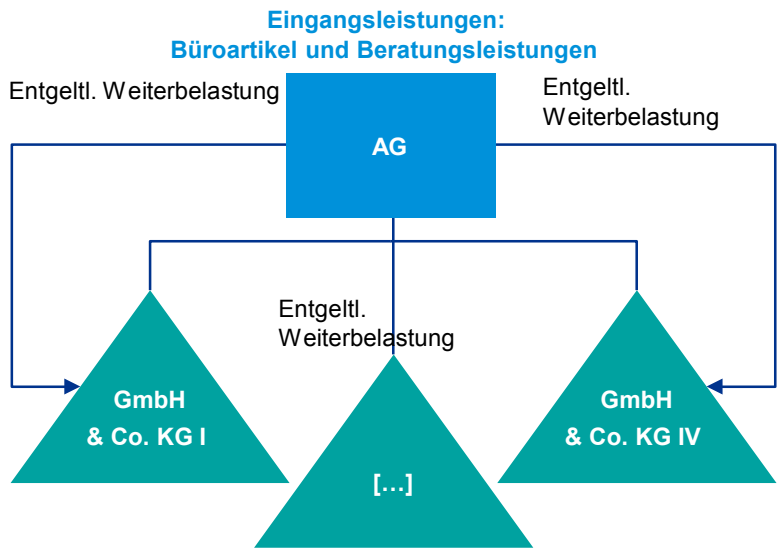 Eingangsleistungen:
Büroartikel und Beratungsleistungen
Entgeltl. Weiterbelastung
Entgeltl.
Weiterbelastung
AG
Entgeltl.
Weiterbelastung
GmbH
& Co. KG I
GmbH
& Co. KG IV
[…]